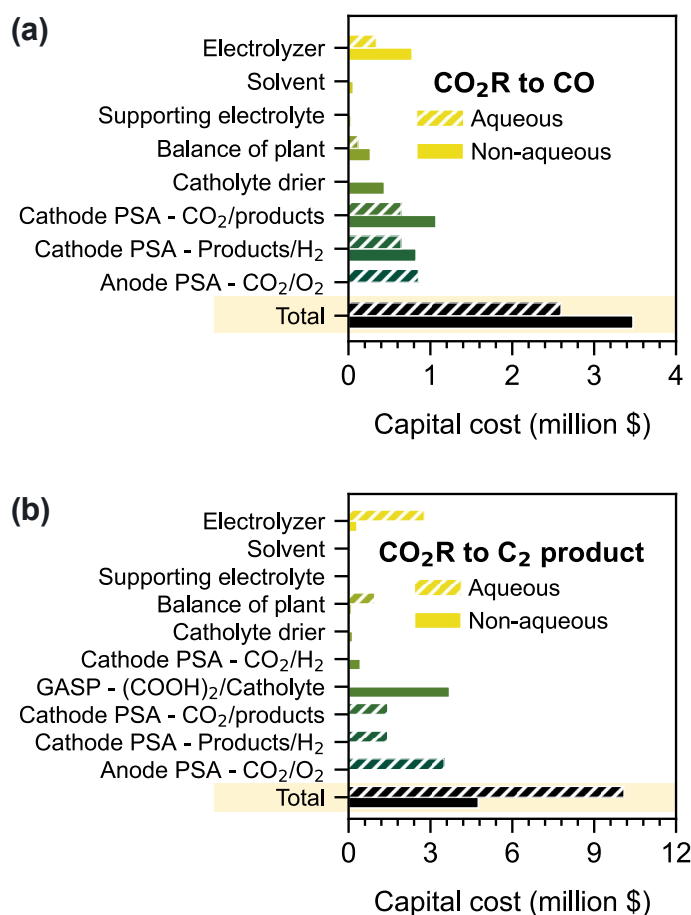 (a)
Electrolyzer
Solvent
Supporting electrolyte
Balance of plant
Catholyte drier
Cathode PSA - CO₂/products
Cathode PSA - Products/H₂
Anode PSA - CO₂/O₂
Total
CO₂R to CO
Aqueous
Non-aqueous
0 1 2 3 4
Capital cost (million $)
(b)
Electrolyzer
Solvent
Supporting electrolyte
Balance of plant
Catholyte drier
Cathode PSA - CO₂/H₂
GASP - (COOH)₂/Catholyte
Cathode PSA - CO₂/products
Cathode PSA - Products/H₂
Anode PSA - CO₂/O₂
Total
CO₂R to C₂ product
Aqueous
Non-aqueous
0 3 6 9 12
Capital cost (million $)